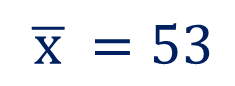 x̅ = 53